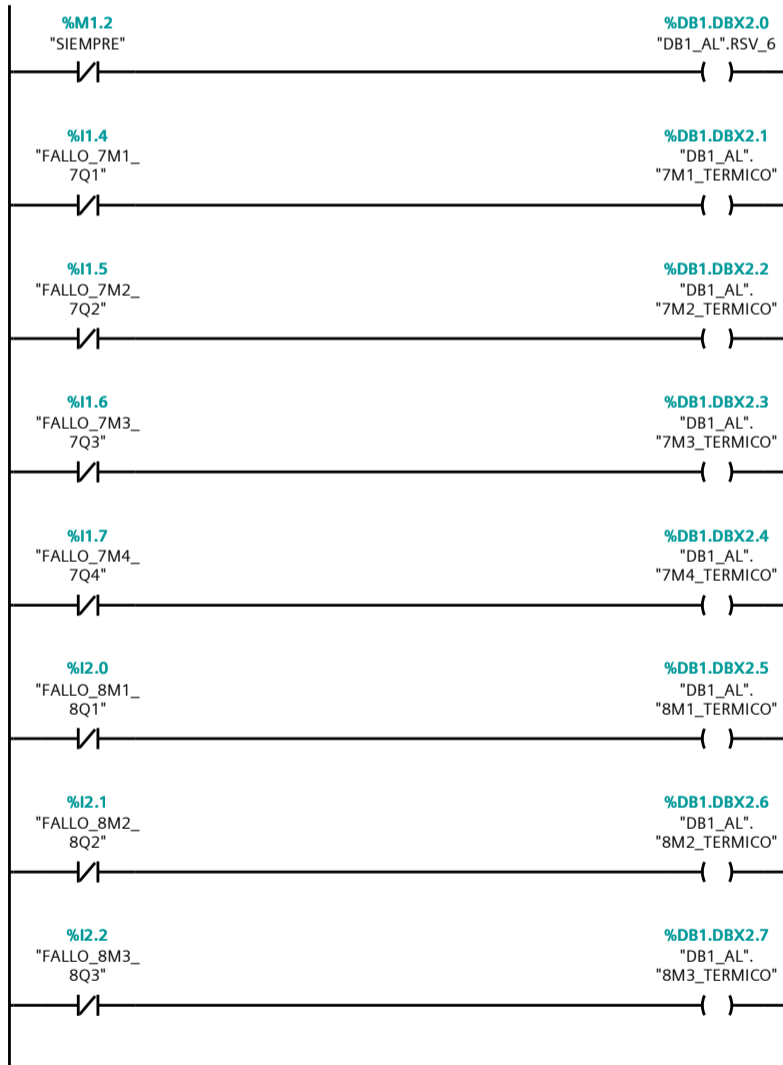 %M1.2
"SIEMPRE"
%DB1.DBX2.0
"DB1_AL".RSV_6
%I1.4
"FALLO_7M1_
7Q1"
%DB1.DBX2.1
"DB1_AL".
"7M1_TERMICO"
%I1.5
"FALLO_7M2_
7Q2"
%DB1.DBX2.2
"DB1_AL".
"7M2_TERMICO"
%I1.6
"FALLO_7M3_
7Q3"
%DB1.DBX2.3
"DB1_AL".
"7M3_TERMICO"
%I1.7
"FALLO_7M4_
7Q4"
%DB1.DBX2.4
"DB1_AL".
"7M4_TERMICO"
%I2.0
"FALLO_8M1_
8Q1"
%DB1.DBX2.5
"DB1_AL".
"8M1_TERMICO"
%I2.1
"FALLO_8M2_
8Q2"
%DB1.DBX2.6
"DB1_AL".
"8M2_TERMICO"
%I2.2
"FALLO_8M3_
8Q3"
%DB1.DBX2.7
"DB1_AL".
"8M3_TERMICO"